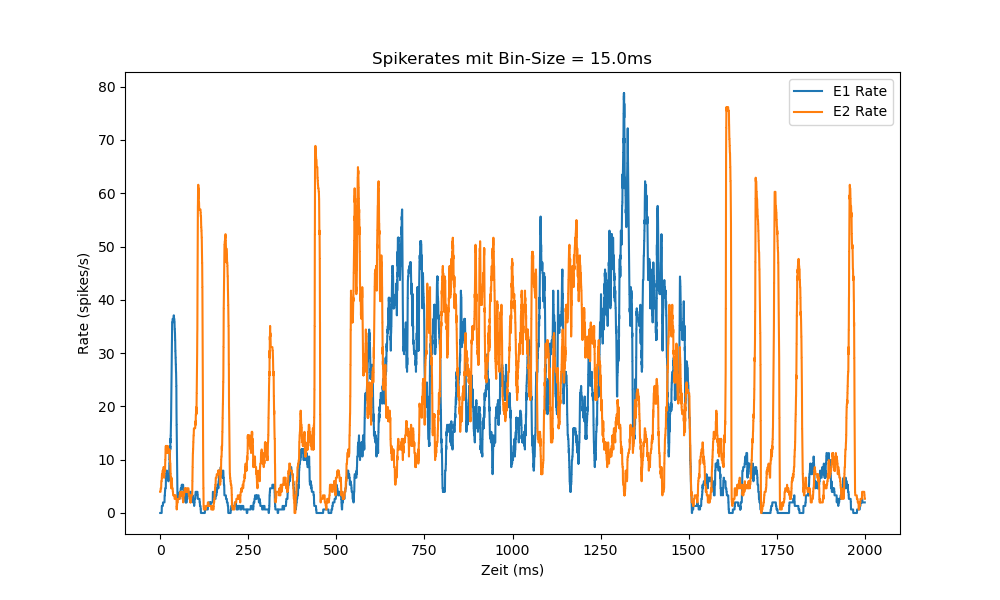 Spikerates mit Bin-Size = 15.0ms
E1 Rate
E2 Rate
80
70
60
50
40
30
20
10
0
Rate (spikes/s)
0 250 500 750 1000 1250 1500 1750 2000
Zeit (ms)